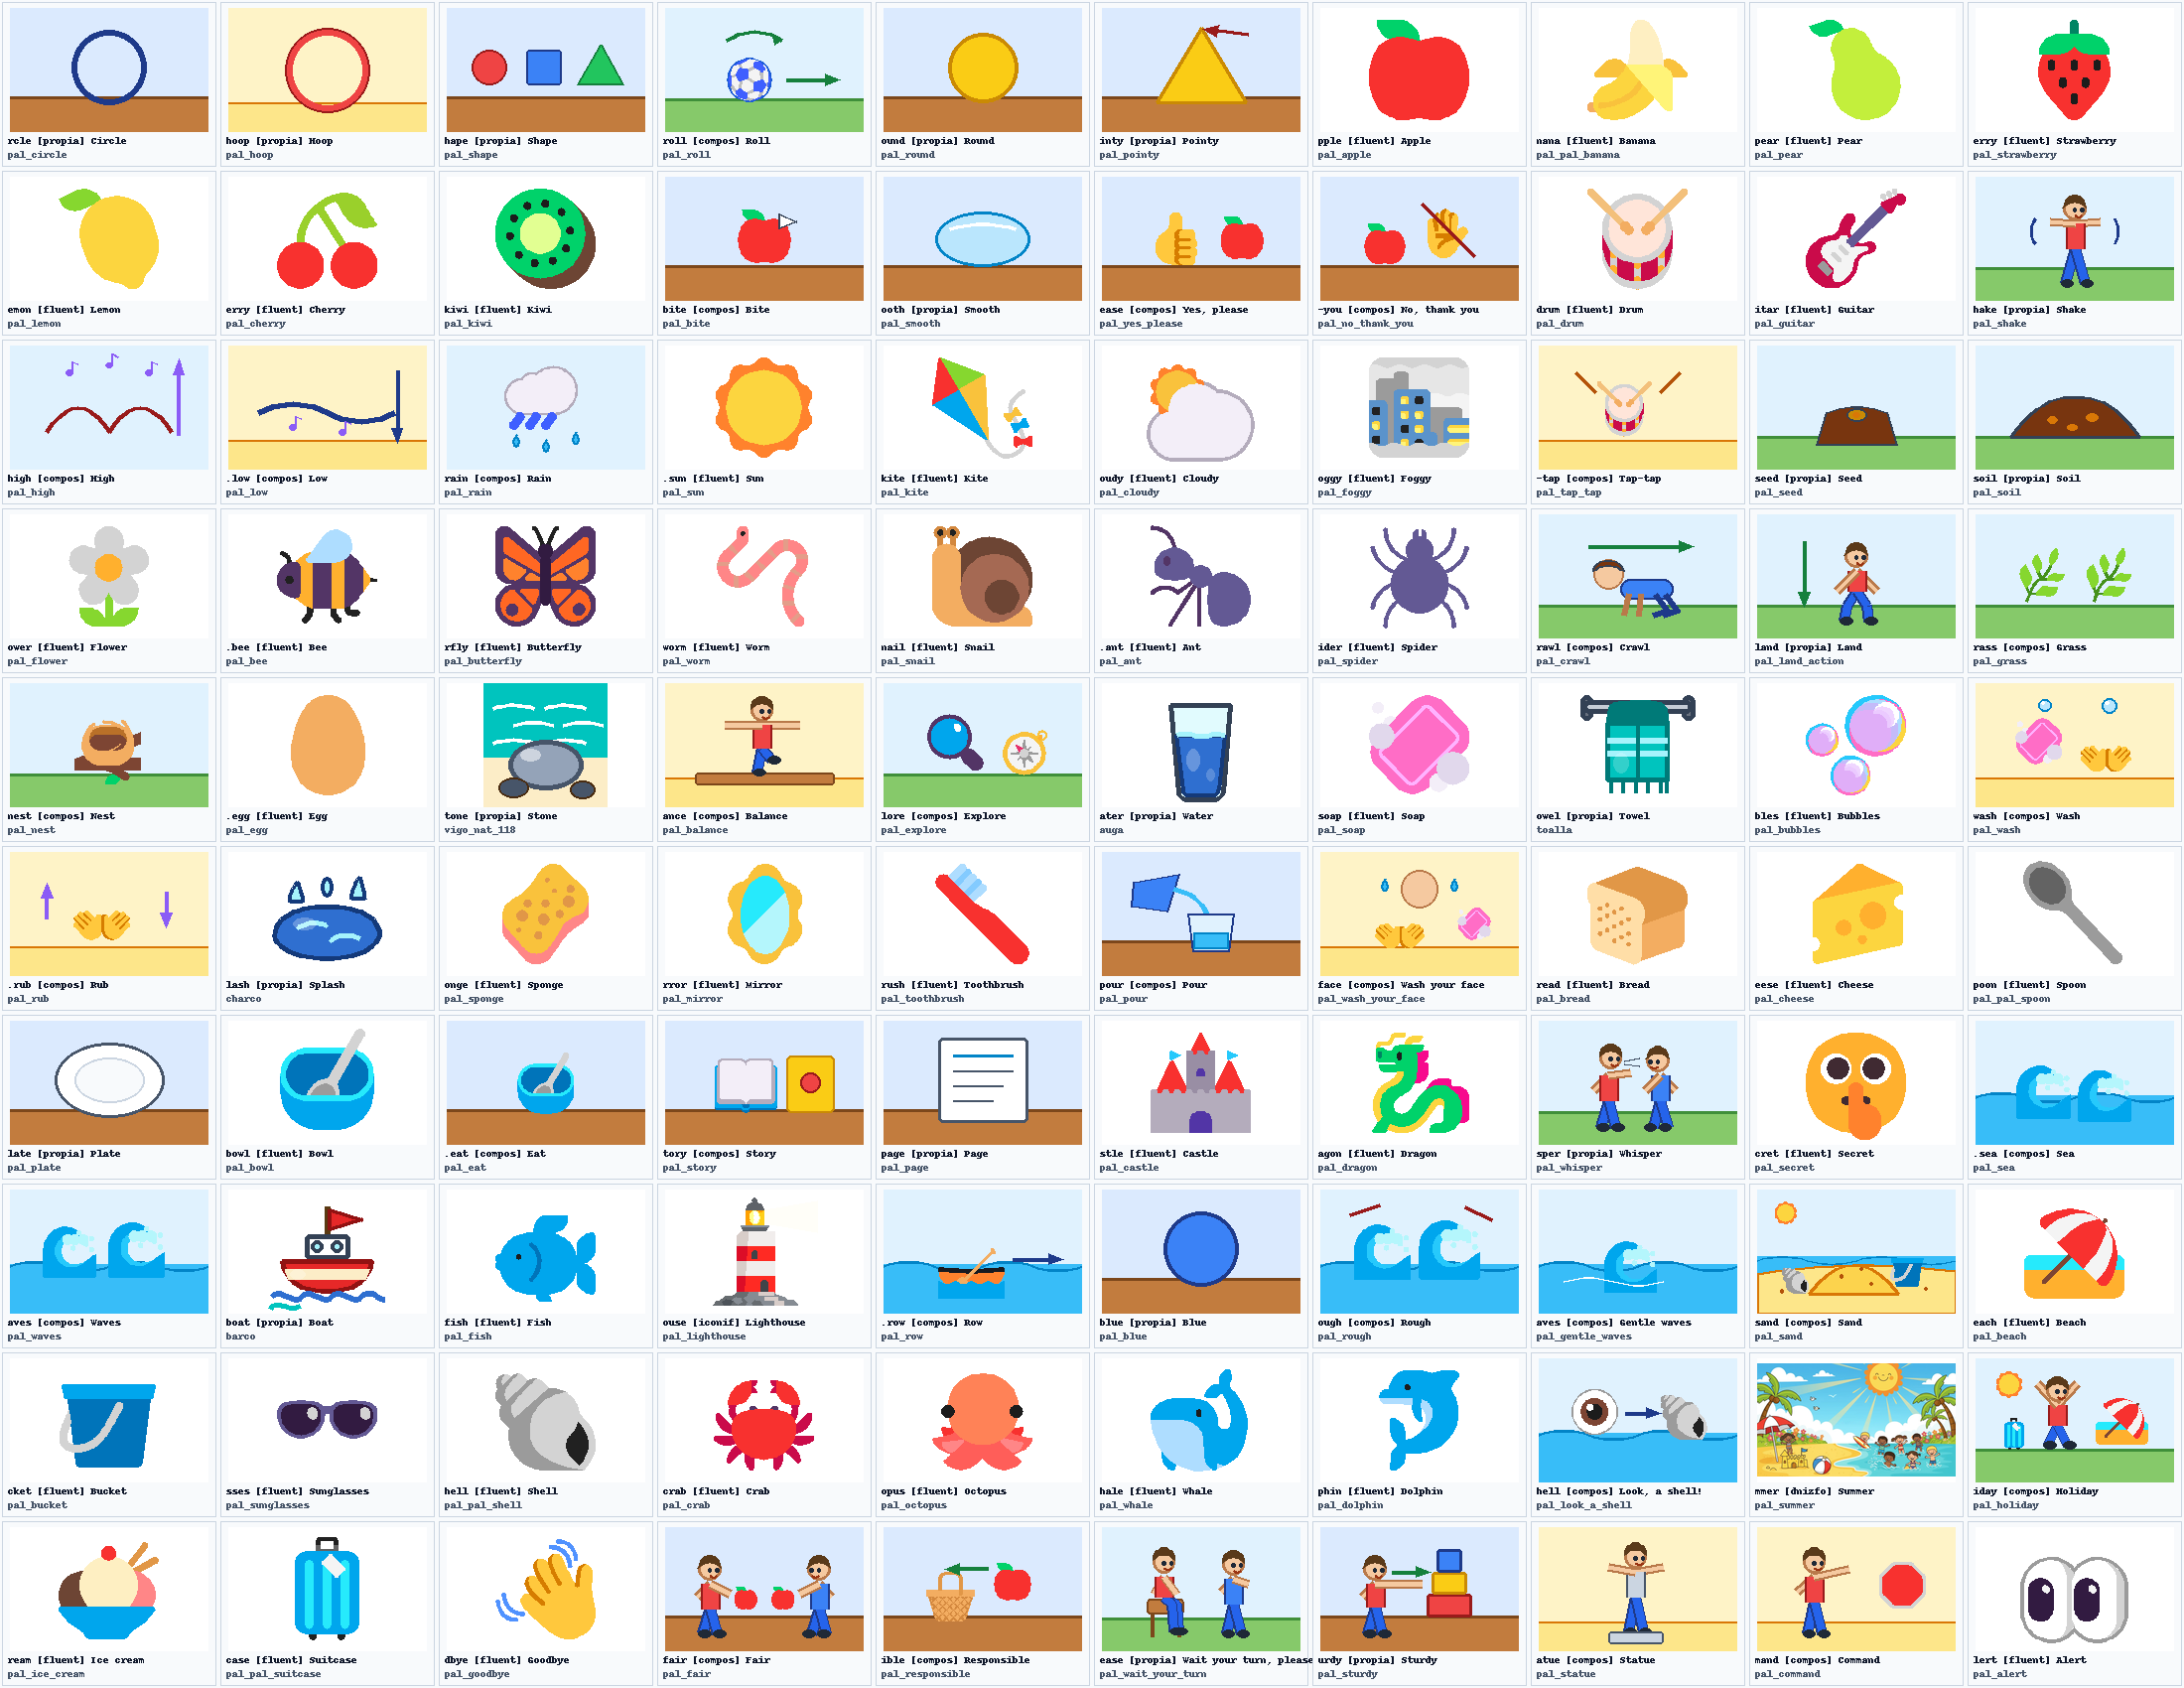 rcle [propia] Circle
pal_circle
hoop [propia] Hoop
pal_hoop
hape [propia] Shape
pal_shape
roll [compos] Roll
pal_roll
ound [propia] Round
pal_round
inty [propia] Pointy
pal_pointy
pple [fluent] Apple
pal_apple
nana [fluent] Banana
pal_pal_banana
pear [fluent] Pear
pal_pear
erry [fluent] Strawberry
pal_strawberry
emon [fluent] Lemon
pal_lemon
erry [fluent] Cherry
pal_cherry
kiwi [fluent] Kiwi
pal_kiwi
bite [compos] Bite
pal_bite
ooth [propia] Smooth
pal_smooth
ease [compos] Yes, please
pal_yes_please
-you [compos] No, thank you
pal_no_thank_you
drum [fluent] Drum
pal_drum
itar [fluent] Guitar
pal_guitar
hake [propia] Shake
pal_shake
high [compos] High
pal_high
.low [compos] Low
pal_low
rain [compos] Rain
pal_rain
.sun [fluent] Sun
pal_sun
kite [fluent] Kite
pal_kite
oudy [fluent] Cloudy
pal_cloudy
oggy [fluent] Foggy
pal_foggy
-tap [compos] Tap-tap
pal_tap_tap
seed [propia] Seed
pal_seed
soil [propia] Soil
pal_soil
ower [fluent] Flower
pal_flower
.bee [fluent] Bee
pal_bee
rfly [fluent] Butterfly
pal_butterfly
worm [fluent] Worm
pal_worm
nail [fluent] Snail
pal_snail
.ant [fluent] Ant
pal_ant
ider [fluent] Spider
pal_spider
rawl [compos] Crawl
pal_crawl
land [propia] Land
pal_land_action
rass [compos] Grass
pal_grass
nest [compos] Nest
pal_nest
.egg [fluent] Egg
pal_egg
tone [propia] Stone
vigo_nat_118
ance [compos] Balance
pal_balance
lore [compos] Explore
pal_explore
ater [propia] Water
auga
soap [fluent] Soap
pal_soap
owel [propia] Towel
toalla
bles [fluent] Bubbles
pal_bubbles
wash [compos] Wash
pal_wash
.rub [compos] Rub
pal_rub
lash [propia] Splash
charco
onge [fluent] Sponge
pal_sponge
rror [fluent] Mirror
pal_mirror
rush [fluent] Toothbrush
pal_toothbrush
pour [compos] Pour
pal_pour
face [compos] Wash your face
pal_wash_your_face
read [fluent] Bread
pal_bread
eese [fluent] Cheese
pal_cheese
poon [fluent] Spoon
pal_pal_spoon
late [propia] Plate
pal_plate
bowl [fluent] Bowl
pal_bowl
.eat [compos] Eat
pal_eat
tory [compos] Story
pal_story
page [propia] Page
pal_page
stle [fluent] Castle
pal_castle
agon [fluent] Dragon
pal_dragon
sper [propia] Whisper
pal_whisper
cret [fluent] Secret
pal_secret
.sea [compos] Sea
pal_sea
aves [compos] Waves
pal_waves
boat [propia] Boat
barco
fish [fluent] Fish
pal_fish
ouse [iconif] Lighthouse
pal_lighthouse
.row [compos] Row
pal_row
blue [propia] Blue
pal_blue
ough [compos] Rough
pal_rough
aves [compos] Gentle waves
pal_gentle_waves
sand [compos] Sand
pal_sand
each [fluent] Beach
pal_beach
cket [fluent] Bucket
pal_bucket
sses [fluent] Sunglasses
pal_sunglasses
hell [fluent] Shell
pal_pal_shell
crab [fluent] Crab
pal_crab
opus [fluent] Octopus
pal_octopus
hale [fluent] Whale
pal_whale
phin [fluent] Dolphin
pal_dolphin
hell [compos] Look, a shell!
pal_look_a_shell
mmer [dnizfo] Summer
pal_summer
iday [compos] Holiday
pal_holiday
ream [fluent] Ice cream
pal_ice_cream
case [fluent] Suitcase
pal_pal_suitcase
dbye [fluent] Goodbye
pal_goodbye
fair [compos] Fair
pal_fair
ible [compos] Responsible
pal_responsible
ease [propia] Wait your turn, please
pal_wait_your_turn
urdy [propia] Sturdy
pal_sturdy
atue [compos] Statue
pal_statue
mand [compos] Command
pal_command
lert [fluent] Alert
pal_alert